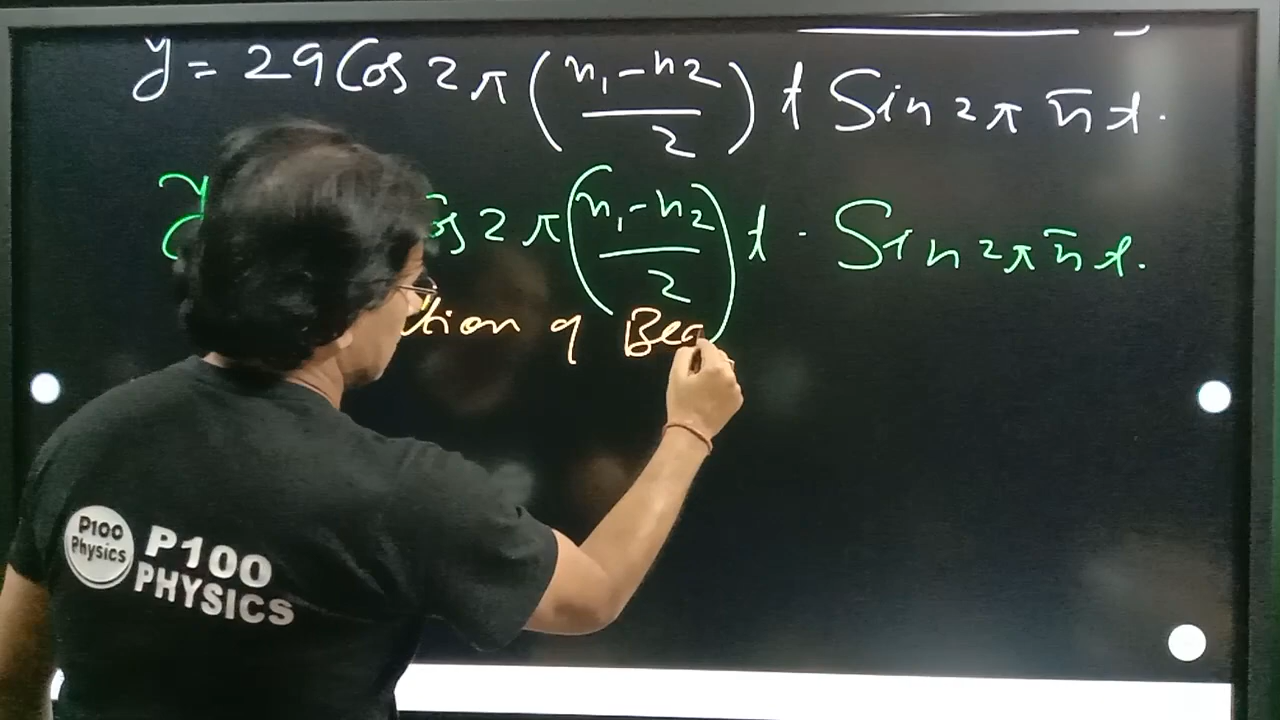 y = 2a Cos 2π (n₁ - n₂ / 2) t Sin 2π n̄ t.
y os 2π (n₁ - n₂ / 2) t . Sin 2π n̄ t.
tion of Bea
P100 Physics
P100
PHYSICS